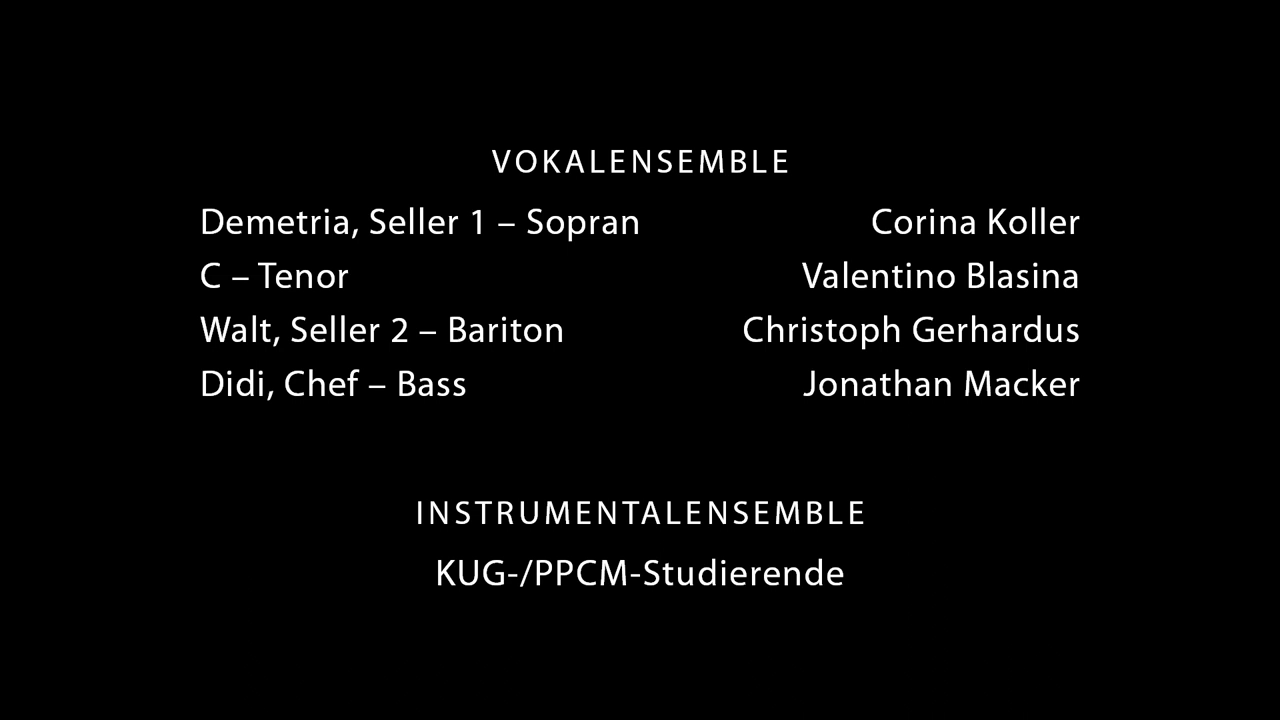 VOKALENSEMBLE
Demetria, Seller 1 – Sopran Corina Koller
C – Tenor Valentino Blasina
Walt, Seller 2 – Bariton Christoph Gerhardus
Didi, Chef – Bass Jonathan Macker
INSTRUMENTALENSEMBLE
KUG-/PPCM-Studierende